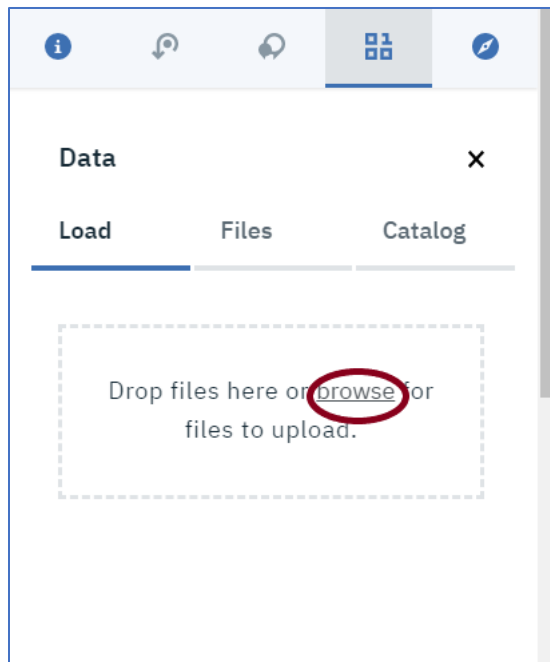 Data
Load Files Catalog
Drop files here or browse for
files to upload.